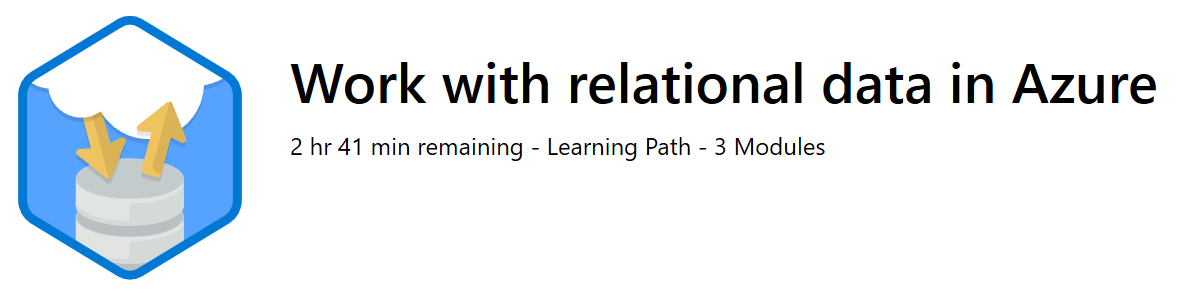 Work with relational data in Azure
2 hr 41 min remaining - Learning Path - 3 Modules